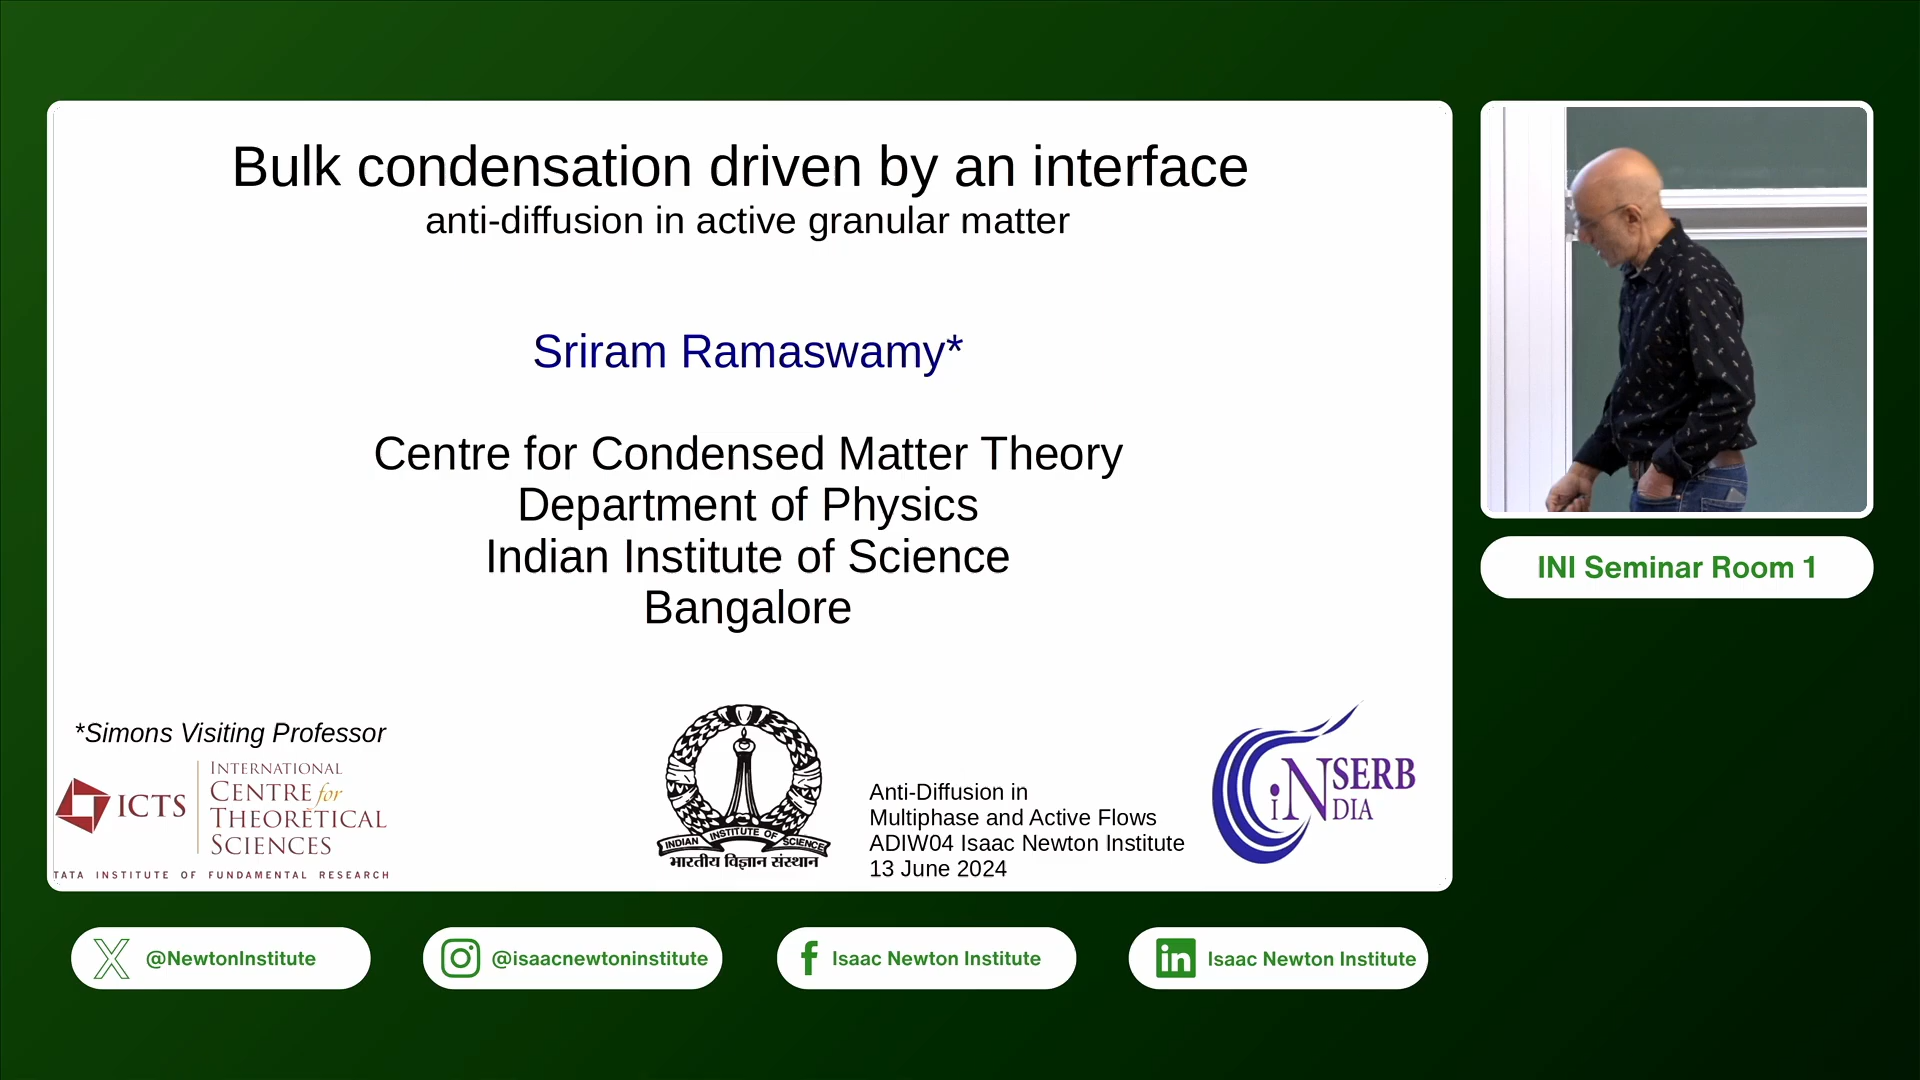 Bulk condensation driven by an interface
anti-diffusion in active granular matter
Sriram Ramaswamy*
Centre for Condensed Matter Theory
Department of Physics
Indian Institute of Science
Bangalore
*Simons Visiting Professor
ICTS
INTERNATIONAL
CENTRE for
THEORETICAL
SCIENCES
TATA INSTITUTE OF FUNDAMENTAL RESEARCH
INDIAN INSTITUTE OF SCIENCE
भारतीय विज्ञान संस्थान
Anti-Diffusion in
Multiphase and Active Flows
ADIW04 Isaac Newton Institute
13 June 2024
SERB
iNDIA
INI Seminar Room 1
@NewtonInstitute
@isaacnewtoninstitute
Isaac Newton Institute
Isaac Newton Institute